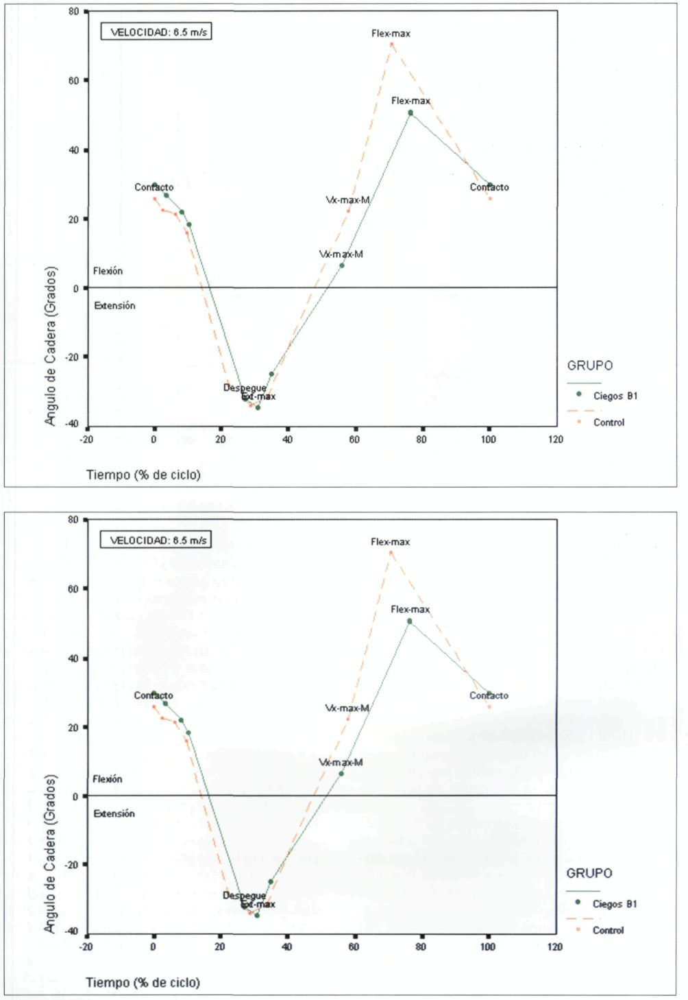 80
VELOCIDAD: 6.5 m/s
Flex-max
60
Flex-max
40
Contacto
Contacto
Vx-max-M
20
Vx-max-M
Flexión
0
Extensión
-20
Despegue
Ext-max
-40
-20 0 20 40 60 80 100 120
Angulo de Cadera (Grados)
Tiempo (% de ciclo)
GRUPO
Ciegos B1
Control
80
VELOCIDAD: 6.5 m/s
Flex-max
60
Flex-max
40
Contacto
Contacto
Vx-max-M
20
Vx-max-M
Flexión
0
Extensión
-20
Despegue
Ext-max
-40
-20 0 20 40 60 80 100 120
Angulo de Cadera (Grados)
Tiempo (% de ciclo)
GRUPO
Ciegos B1
Control